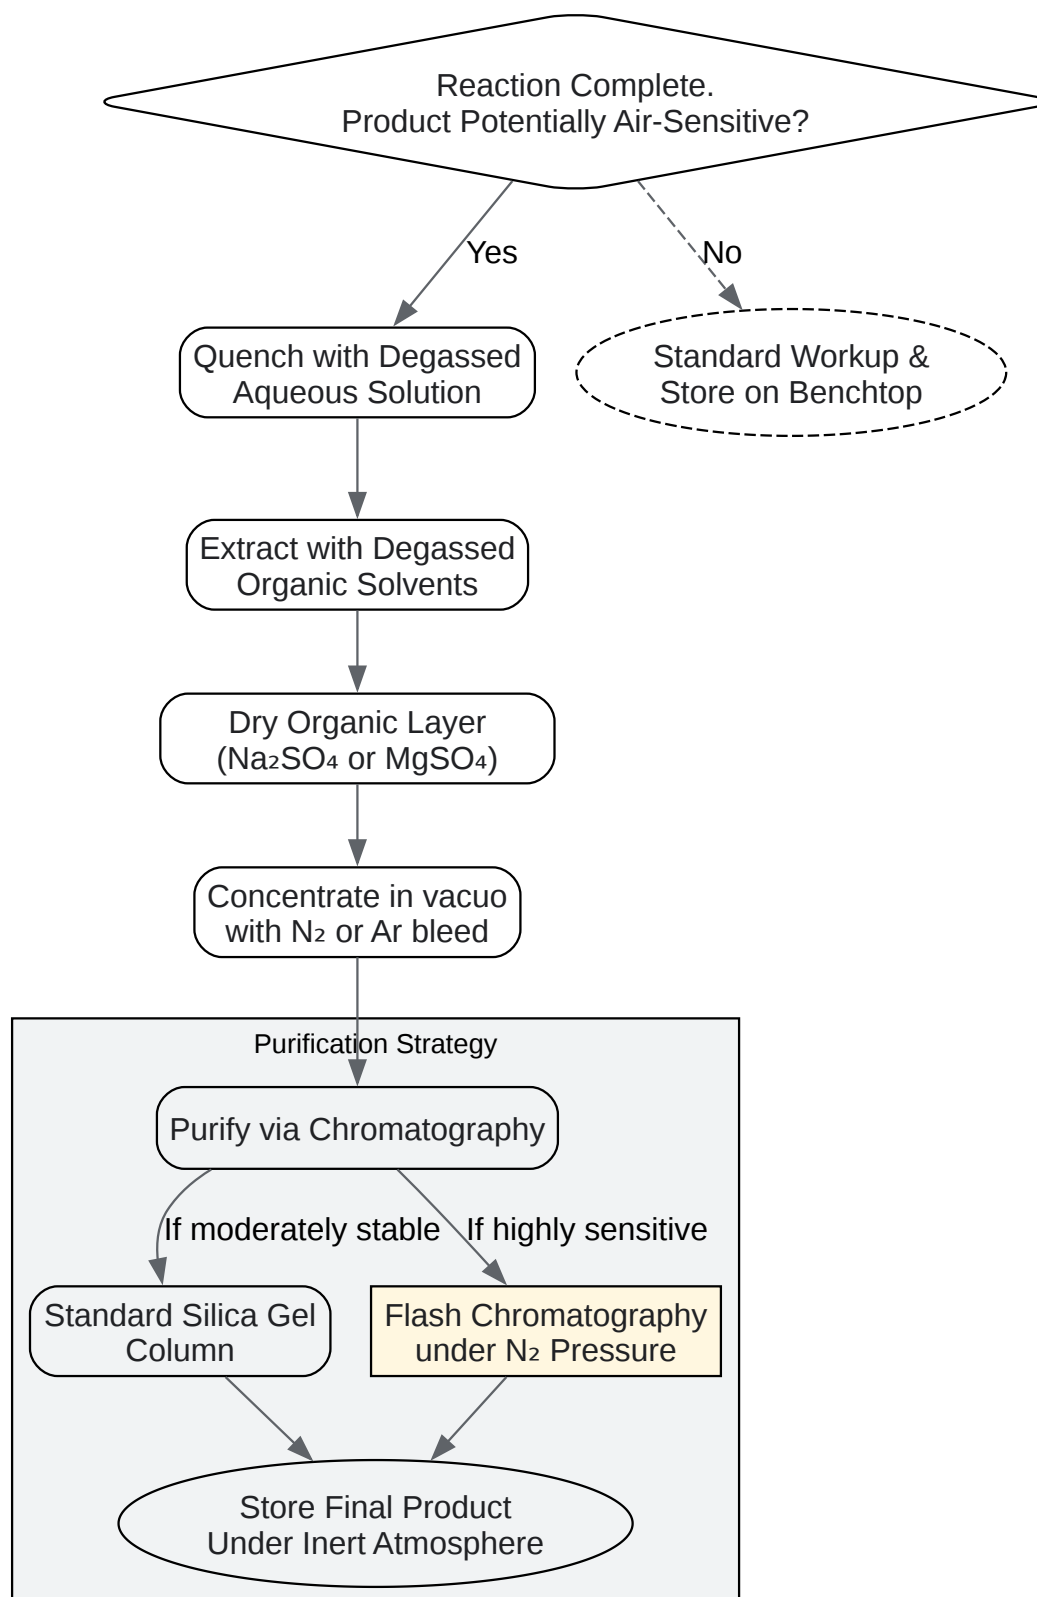 Reaction Complete.
Product Potentially Air-Sensitive?
Yes
No
Quench with Degassed
Aqueous Solution
Standard Workup &
Store on Benchtop
Extract with Degassed
Organic Solvents
Dry Organic Layer
(Na₂SO₄ or MgSO₄)
Concentrate in vacuo
with N₂ or Ar bleed
Purification Strategy
Purify via Chromatography
If moderately stable
If highly sensitive
Standard Silica Gel
Column
Flash Chromatography
under N₂ Pressure
Store Final Product
Under Inert Atmosphere